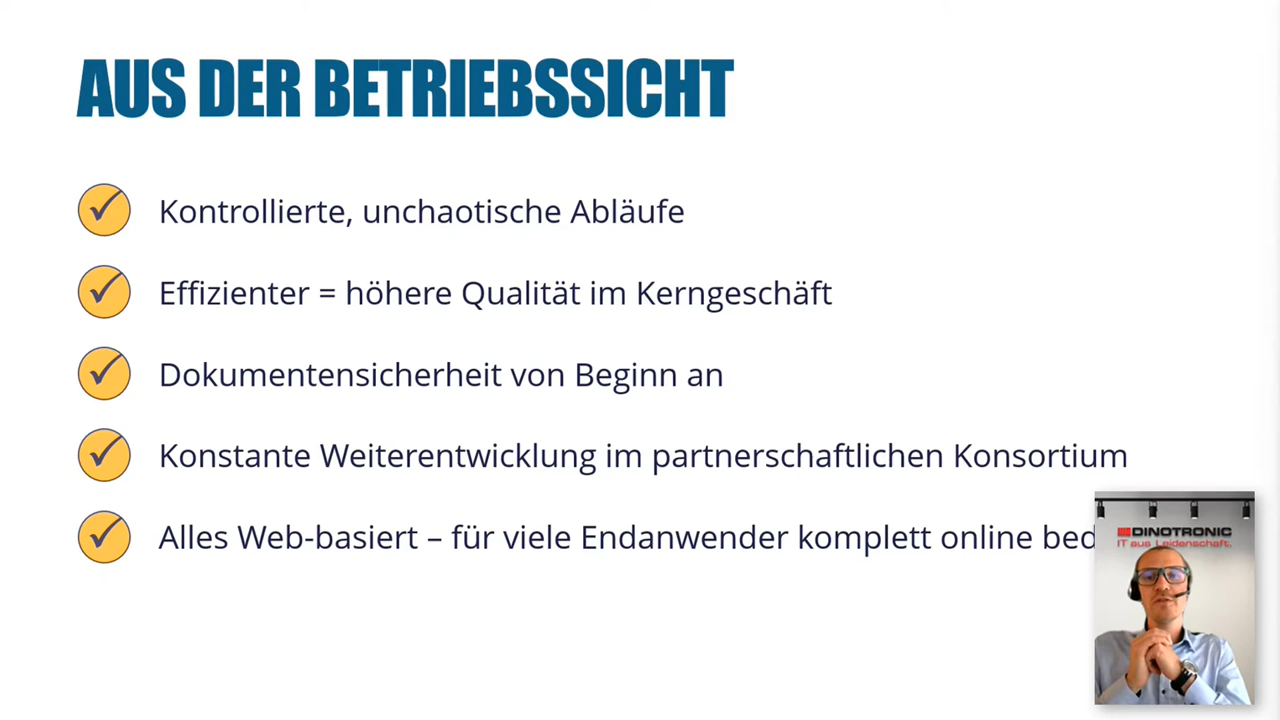 AUS DER BETRIEBSSICHT
Kontrollierte, unchaotische Abläufe
Effizienter = höhere Qualität im Kerngeschäft
Dokumentensicherheit von Beginn an
Konstante Weiterentwicklung im partnerschaftlichen Konsortium
Alles Web-basiert – für viele Endanwender komplett online
DINOTRONIC
IT aus Leidenschaft.